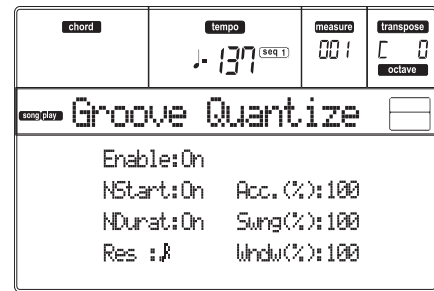 chord tempo measure transpose
♩- 137 seq 1 001 C 0
octave
song play Groove Quantize
Enable:On
NStart:On Acc.(%):100
NDurat:On Swng(%):100
Res :♪ Wndw(%):100